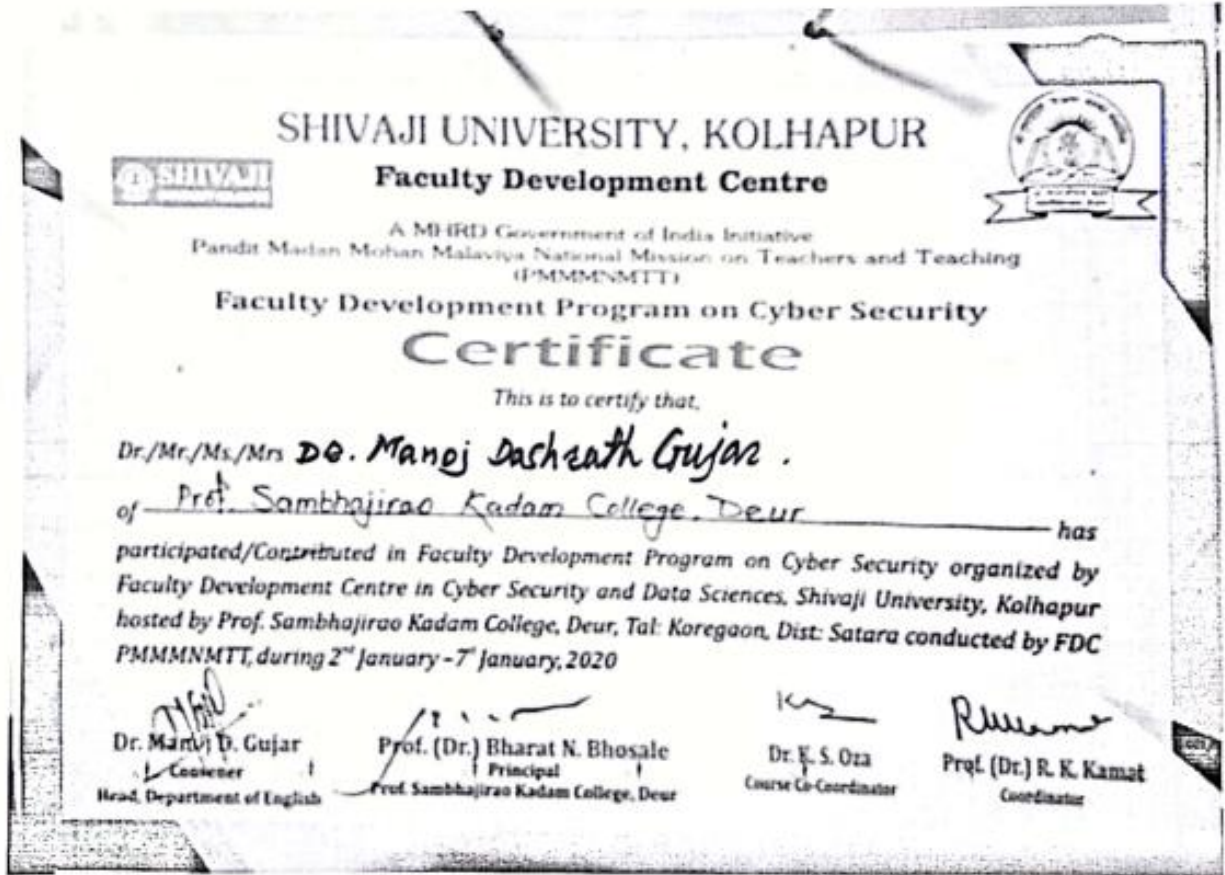 SHIVAJI UNIVERSITY, KOLHAPUR
SHIVAJI
Faculty Development Centre
A MHRD Government of India Initiative
Pandit Madan Mohan Malaviya National Mission on Teachers and Teaching
(PMMMNMTT)
Faculty Development Program on Cyber Security
Certificate
This is to certify that,
Dr./Mr./Ms./Mrs Dr. Manoj Dashrath Gujar.
of Prof. Sambhajirao Kadam College, Deur has
participated/Contributed in Faculty Development Program on Cyber Security organized by
Faculty Development Centre in Cyber Security and Data Sciences, Shivaji University, Kolhapur
hosted by Prof. Sambhajirao Kadam College, Deur, Tal: Koregaon, Dist: Satara conducted by FDC
PMMMNMTT, during 2nd January - 7th January, 2020
Dr. Manoj D. Gujar
Convener
Head, Department of English
Prof. (Dr.) Bharat N. Bhosale
Principal
Prof. Sambhajirao Kadam College, Deur
Dr. K. S. Oza
Course Co-Coordinator
Prof. (Dr.) R. K. Kamat
Coordinator